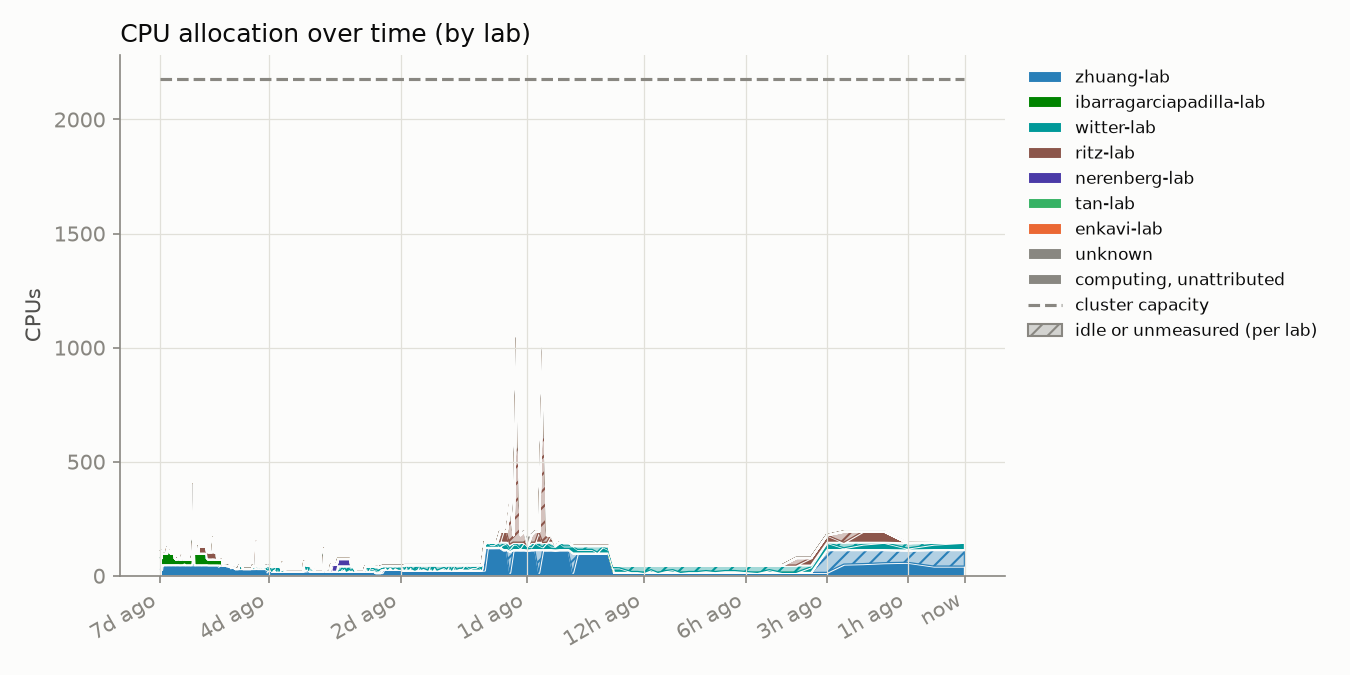 CPU allocation over time (by lab)
CPUs
2000
1500
1000
500
0
7d ago
4d ago
2d ago
1d ago
12h ago
6h ago
3h ago
1h ago
now
zhuang-lab
ibarragarciapadilla-lab
witter-lab
ritz-lab
nerenberg-lab
tan-lab
enkavi-lab
unknown
computing, unattributed
cluster capacity
idle or unmeasured (per lab)